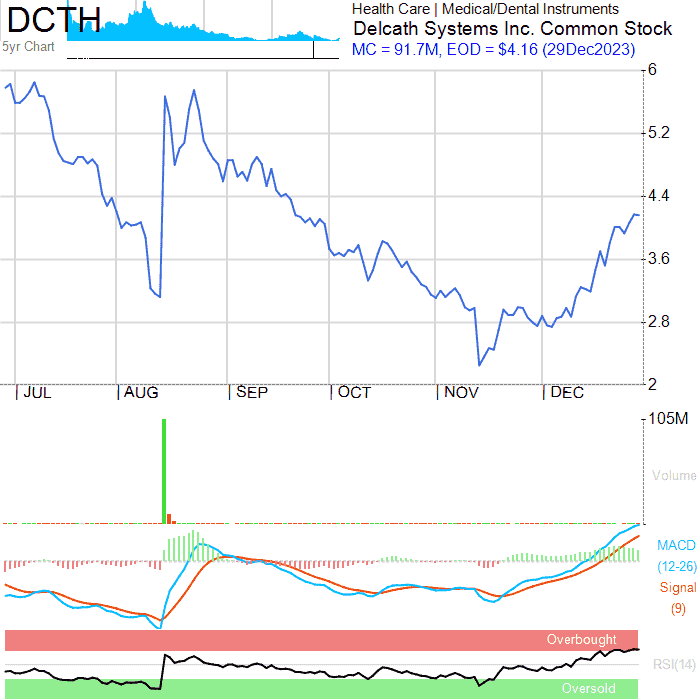 DCTH
5yr Chart
Health Care | Medical/Dental Instruments
Delcath Systems Inc. Common Stock
MC = 91.7M, EOD = $4.16 (29Dec2023)
6
5.2
4.4
3.6
2.8
2
|JUL |AUG |SEP |OCT |NOV |DEC
105M
Volume
MACD
(12-26)
Signal
(9)
Overbought
RSI(14)
Oversold